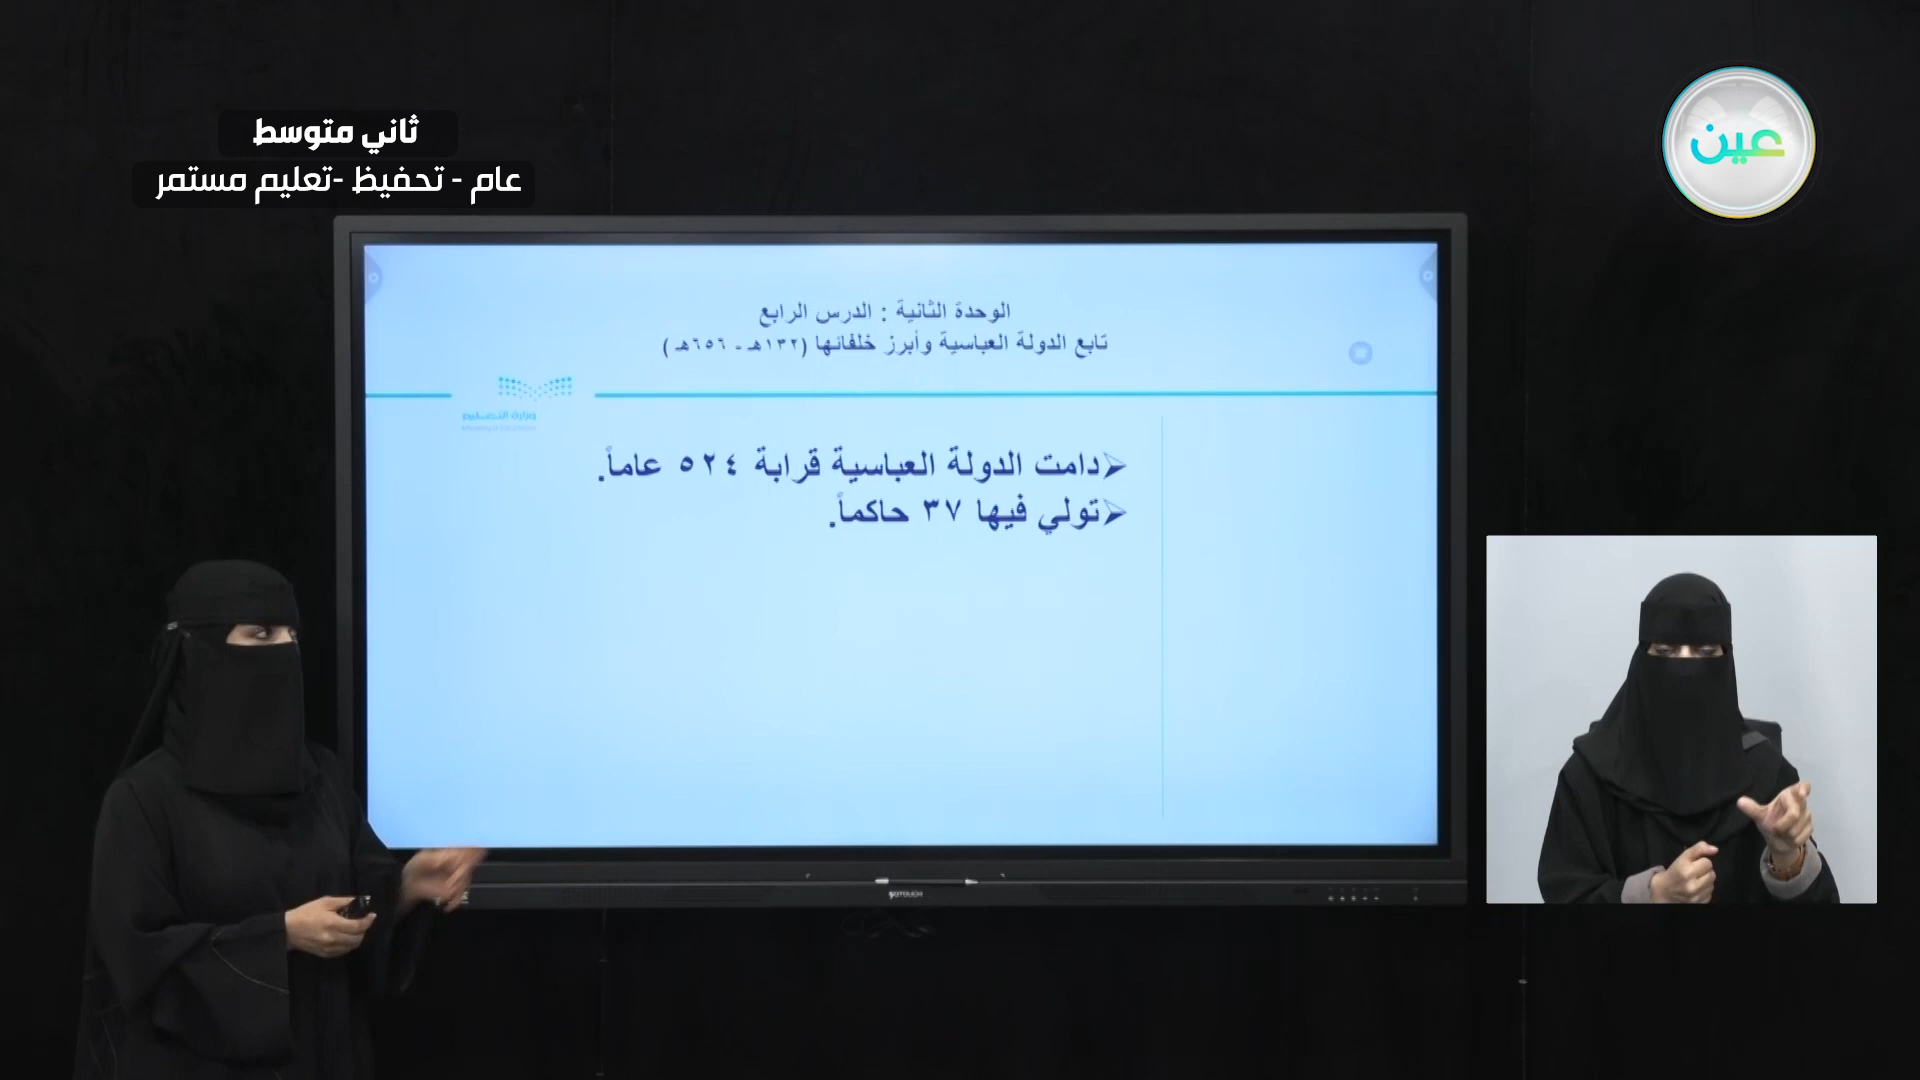 ثاني متوسط
عام - تحفيظ -تعليم مستمر
عين
الوحدة الثانية : الدرس الرابع
تابع الدولة العباسية وأبرز خلفائها (١٣٢هـ - ٦٥٦هـ )
وزارة التعليم
دامت الدولة العباسية قرابة ٥٢٤ عاماً.
تولي فيها ٣٧ حاكماً.